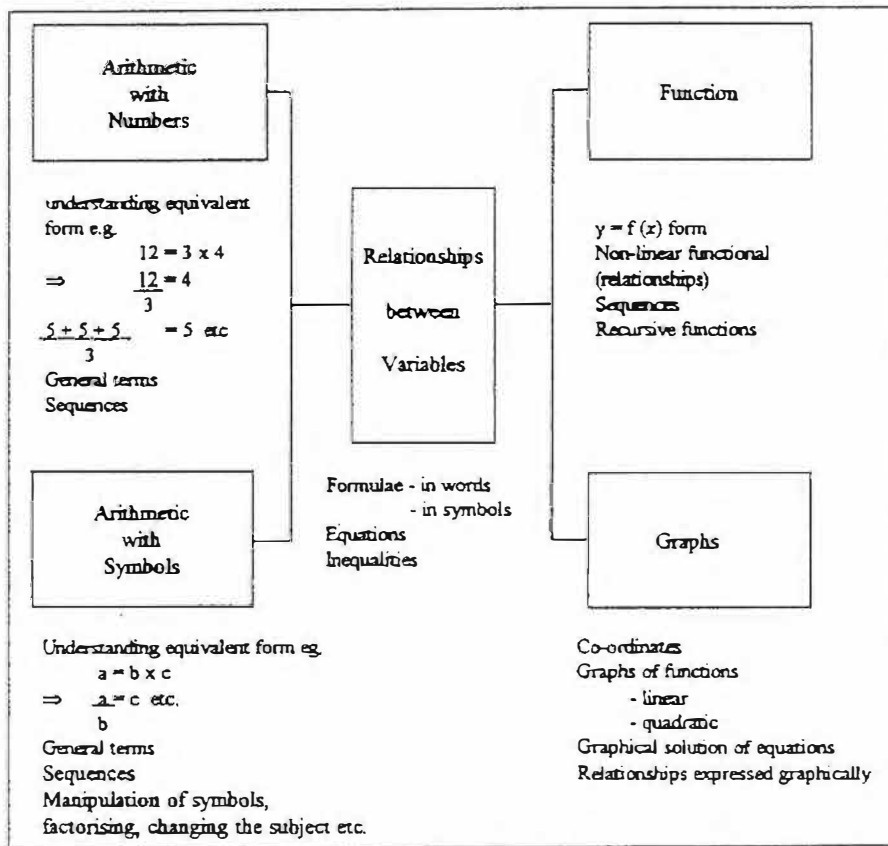 Arithmetic
with
Numbers
understanding equivalent
form e.g.
12 = 3 x 4
⇒ 12 = 4
3
5 + 5 + 5 = 5 etc
3
General terms
Sequences
Arithmetic
with
Symbols
Understanding equivalent form eg.
a = b x c
⇒ a = c etc.
b
General terms
Sequences
Manipulation of symbols,
factorising, changing the subject etc.
Relationships
between
Variables
Formulae - in words
- in symbols
Equations
Inequalities
Function
y = f (x) form
Non-linear functional
(relationships)
Sequences
Recursive functions
Graphs
Co-ordinates
Graphs of functions
- linear
- quadratic
Graphical solution of equations
Relationships expressed graphically